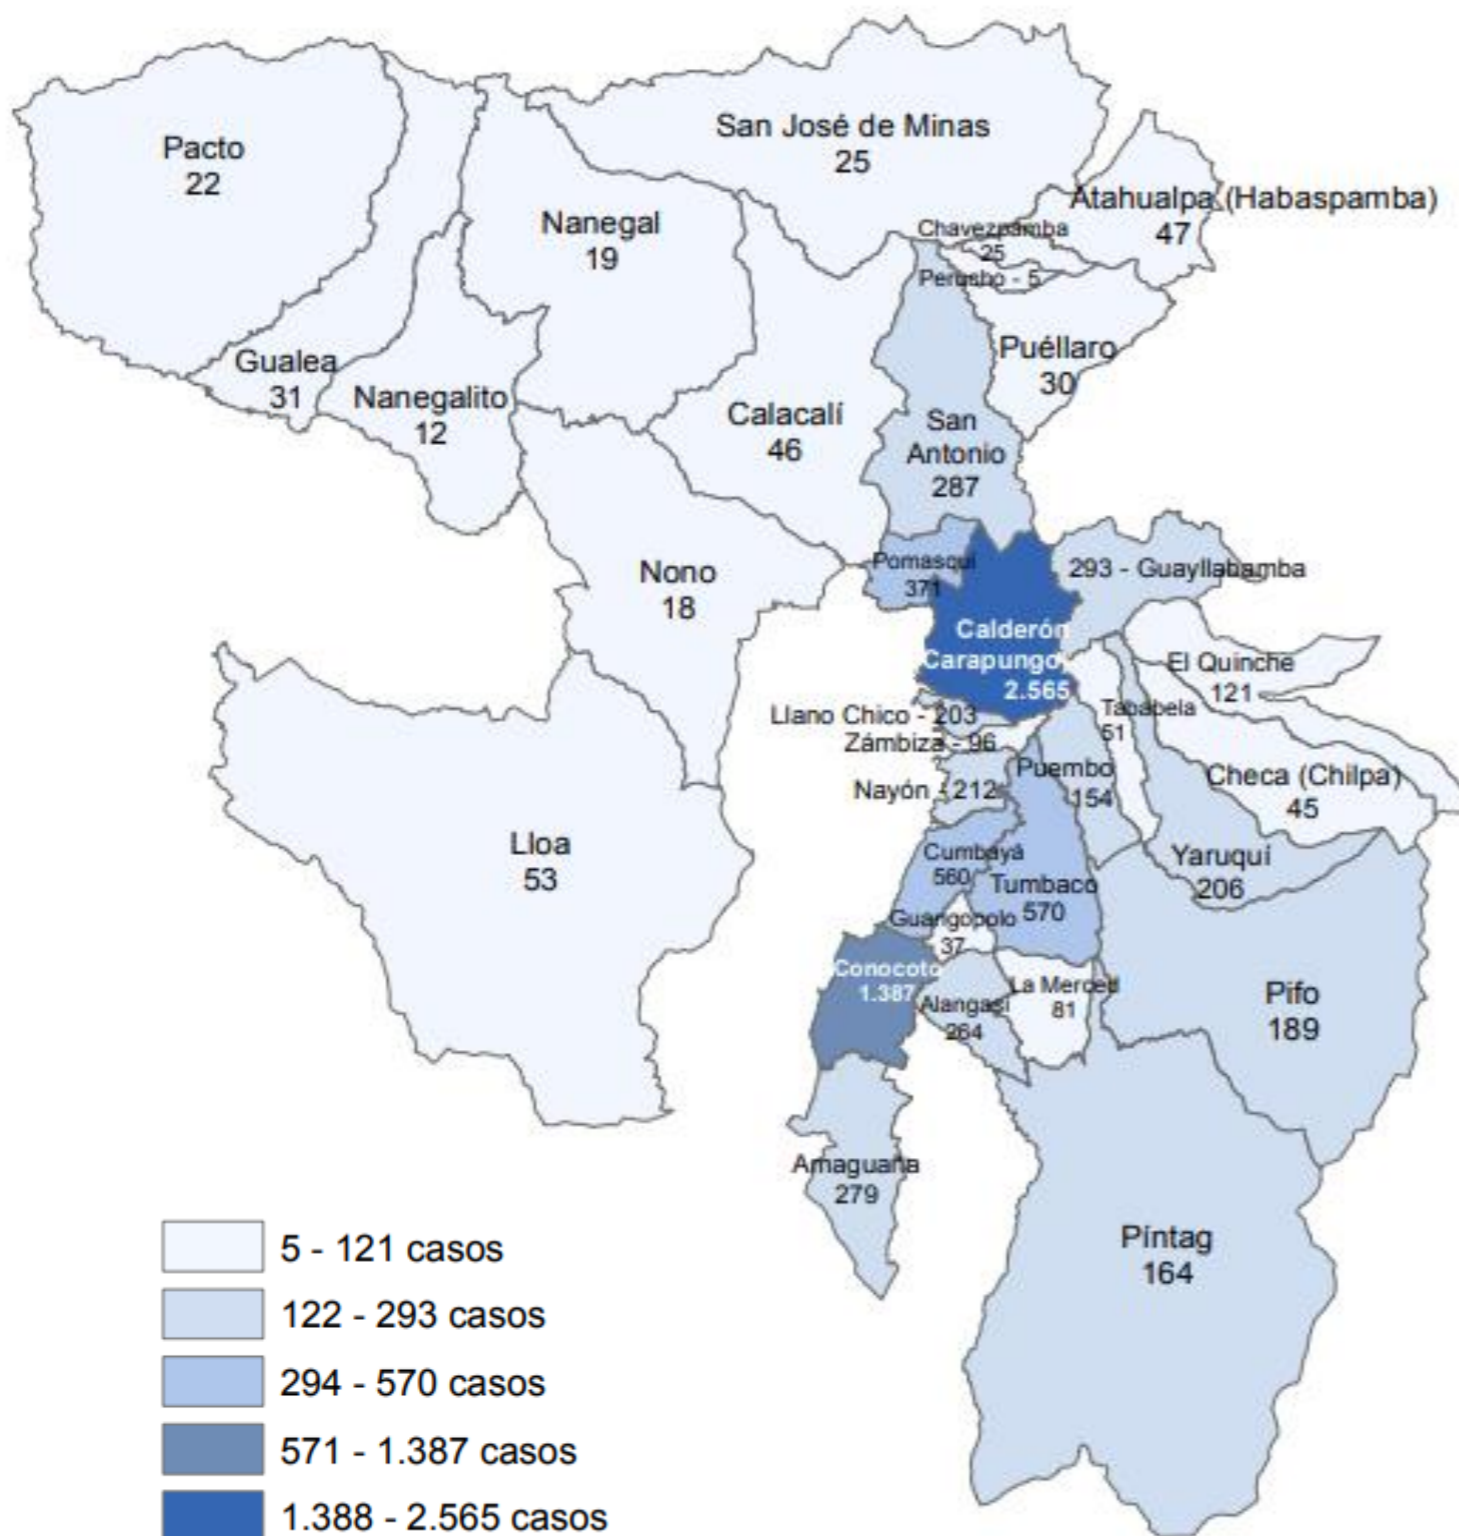 San José de Minas
25
Pacto
22
Atahualpa (Habaspamba)
47
Nanegal
19
Chavezpamba
25
Perusho - 5
Puéllaro
30
Gualea
31
Nanegalito
12
Calacalí
46
San
Antonio
287
Pomasqui
371
293 - Guayllabamba
Nono
18
Calderón
Carapungo
2.565
El Quinche
121
Llano Chico - 203
Zámbiza - 96
Tababela
51
Nayón - 212
Puembo
154
Checa (Chilpa)
45
Lloa
53
Cumbayá
560
Tumbaco
570
Yaruquí
206
Guangopolo
37
Conocoto
1.387
Alangasí
264
La Merced
81
Pifo
189
Amaguaña
279
Píntag
164
5 - 121 casos
122 - 293 casos
294 - 570 casos
571 - 1.387 casos
1.388 - 2.565 casos